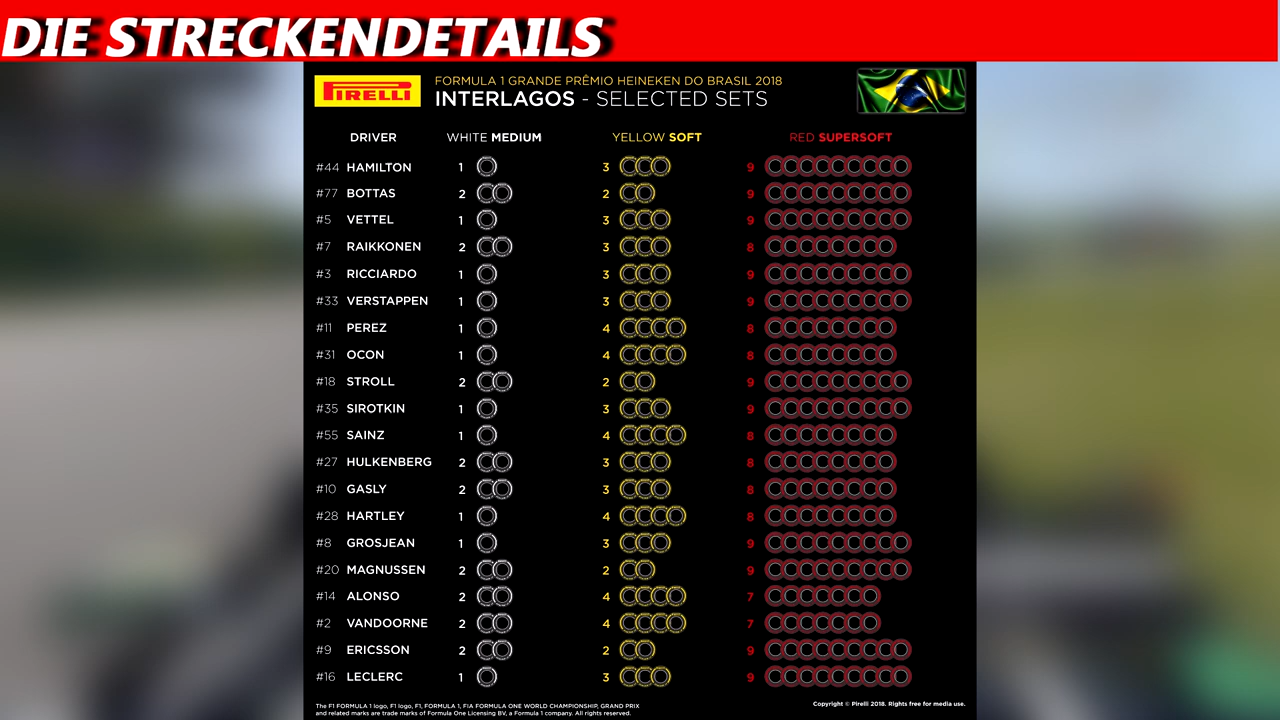 DIE STRECKENDETAILS
PIRELLI
FORMULA 1 GRANDE PRÊMIO HEINEKEN DO BRASIL 2018
INTERLAGOS - SELECTED SETS
DRIVER WHITE MEDIUM YELLOW SOFT RED SUPERSOFT
#44 HAMILTON 1 3 9
#77 BOTTAS 2 2 9
#5 VETTEL 1 3 9
#7 RAIKKONEN 2 3 8
#3 RICCIARDO 1 3 9
#33 VERSTAPPEN 1 3 9
#11 PEREZ 1 4 8
#31 OCON 1 4 8
#18 STROLL 2 2 9
#35 SIROTKIN 1 3 9
#55 SAINZ 1 4 8
#27 HULKENBERG 2 3 8
#10 GASLY 2 3 8
#28 HARTLEY 1 4 8
#8 GROSJEAN 1 3 9
#20 MAGNUSSEN 2 2 9
#14 ALONSO 2 4 7
#2 VANDOORNE 2 4 7
#9 ERICSSON 2 2 9
#16 LECLERC 1 3 9
The F1 FORMULA 1 logo, F1 logo, F1, FORMULA 1, FIA FORMULA ONE WORLD CHAMPIONSHIP, GRAND PRIX
and related marks are trade marks of Formula One Licensing BV, a Formula 1 company. All rights reserved.
Copyright © Pirelli 2018. Rights free for media use.